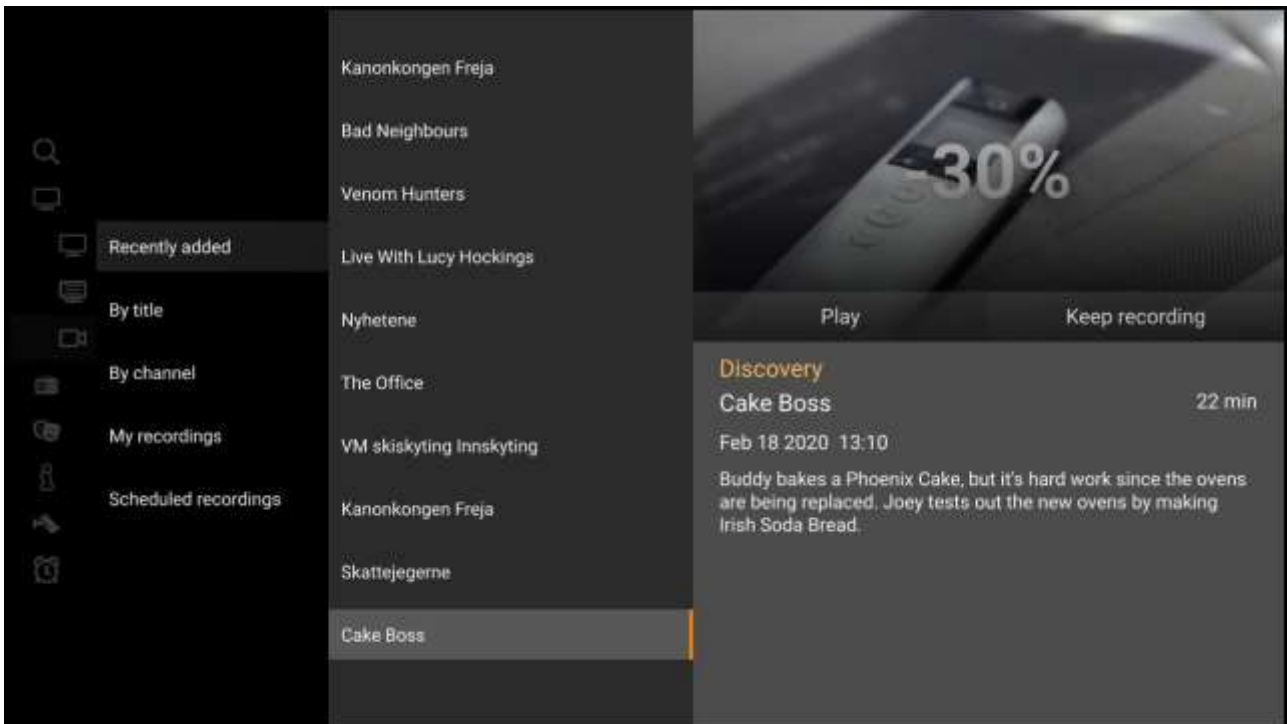 Recently added
By title
By channel
My recordings
Scheduled recordings
Kanonkongen Freja
Bad Neighbours
Venom Hunters
Live With Lucy Hockings
Nyhetene
The Office
VM skiskyting Innskyting
Kanonkongen Freja
Skattejegerne
Cake Boss
-30%
Play Keep recording
Discovery
Cake Boss 22 min
Feb 18 2020 13:10
Buddy bakes a Phoenix Cake, but it's hard work since the ovens
are being replaced. Joey tests out the new ovens by making
Irish Soda Bread.